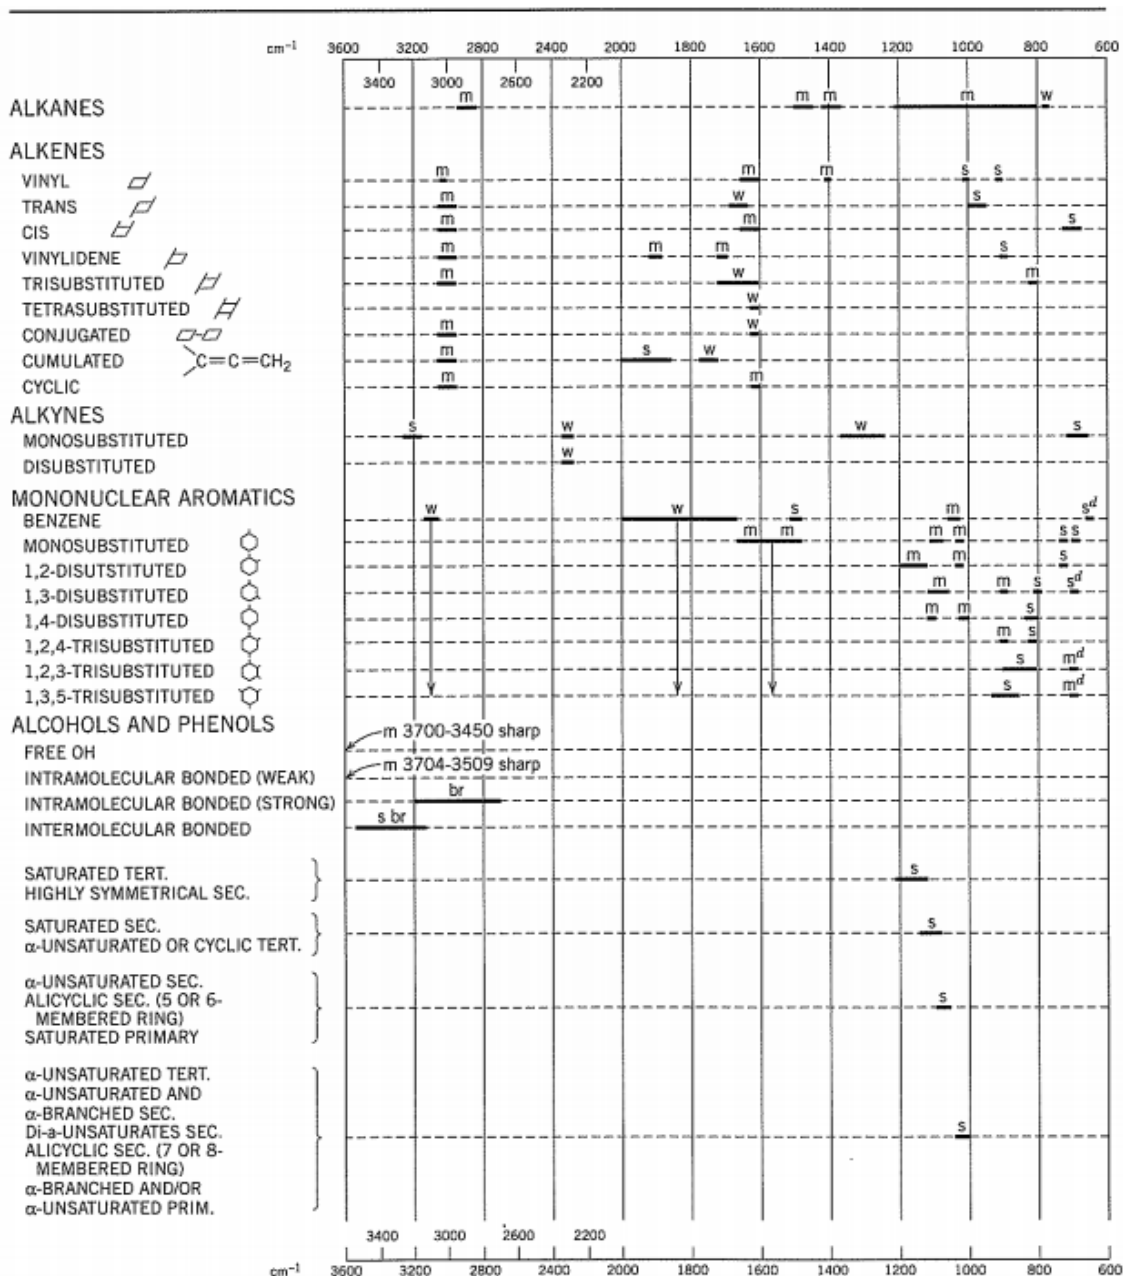 cm⁻¹ 3600 3200 2800 2400 2000 1800 1600 1400 1200 1000 800 600
3400 3000 2600 2200
ALKANES m m m m w
ALKENES
VINYL m m m s s
TRANS m w s
CIS m m s
VINYLIDENE m m m s
TRISUBSTITUTED m w m
TETRASUBSTITUTED w
CONJUGATED m w
CUMULATED C=C=CH₂ m s w
CYCLIC m m
ALKYNES
MONOSUBSTITUTED s w w s
DISUBSTITUTED w
MONONUCLEAR AROMATICS
BENZENE w w s m sᵈ
MONOSUBSTITUTED m m m m s s
1,2-DISUTSTITUTED m m s
1,3-DISUBSTITUTED m m s sᵈ
1,4-DISUBSTITUTED m m s
1,2,4-TRISUBSTITUTED m s
1,2,3-TRISUBSTITUTED s mᵈ
1,3,5-TRISUBSTITUTED s mᵈ
ALCOHOLS AND PHENOLS
m 3700-3450 sharp
FREE OH
m 3704-3509 sharp
INTRAMOLECULAR BONDED (WEAK)
INTRAMOLECULAR BONDED (STRONG) br
INTERMOLECULAR BONDED s br
SATURATED TERT.
HIGHLY SYMMETRICAL SEC. s
SATURATED SEC.
α-UNSATURATED OR CYCLIC TERT. s
α-UNSATURATED SEC.
ALICYCLIC SEC. (5 OR 6-
MEMBERED RING) s
SATURATED PRIMARY
α-UNSATURATED TERT.
α-UNSATURATED AND
α-BRANCHED SEC.
Di-a-UNSATURATES SEC. s
ALICYCLIC SEC. (7 OR 8-
MEMBERED RING)
α-BRANCHED AND/OR
α-UNSATURATED PRIM.
3400 3000 2600 2200
cm⁻¹ 3600 3200 2800 2400 2000 1800 1600 1400 1200 1000 800 600